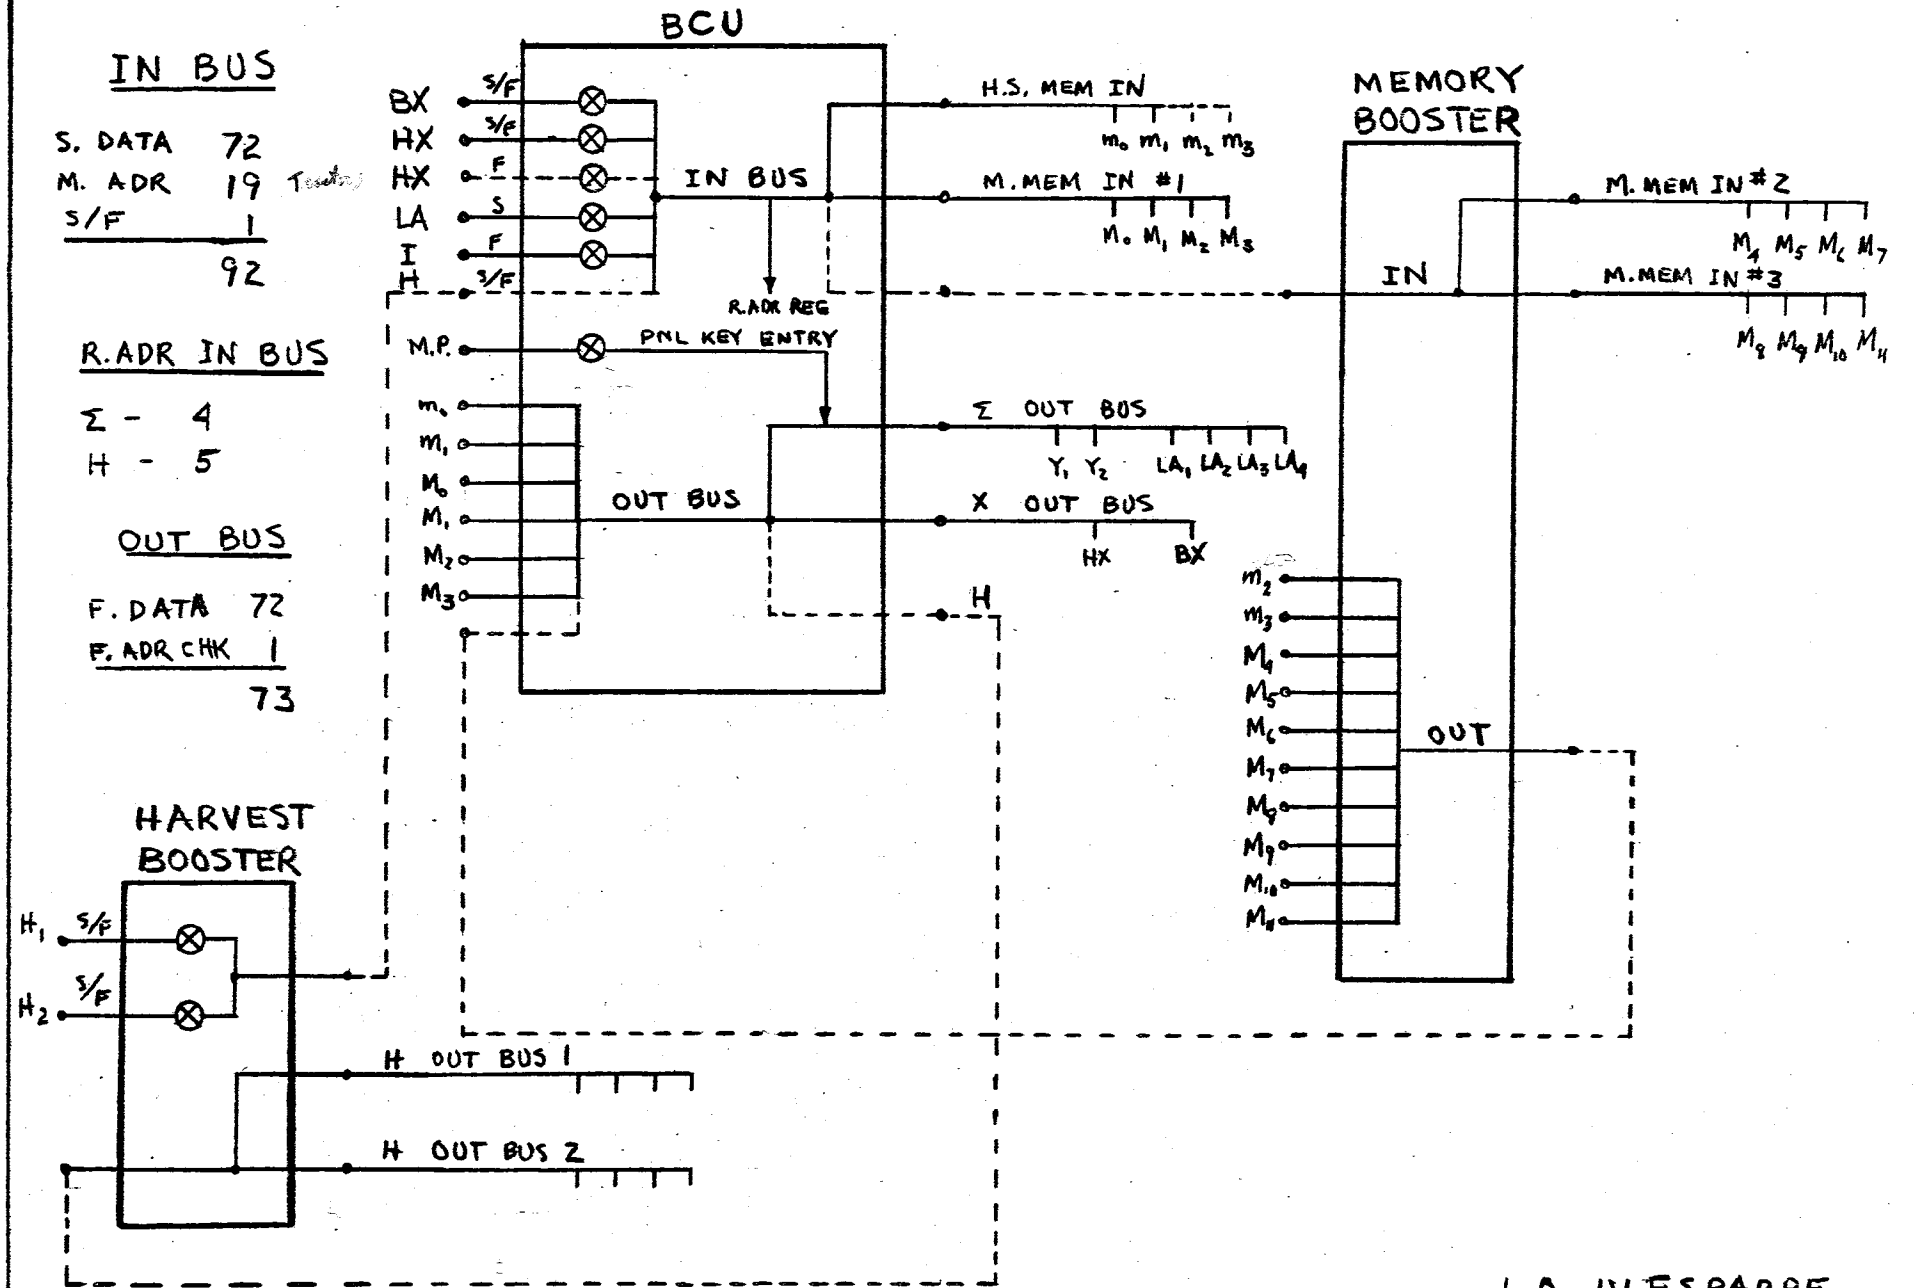 BCU
IN BUS
S. DATA 72
M. ADR 19
S/F 1
92
R.ADR IN BUS
Σ - 4
H - 5
OUT BUS
F. DATA 72
F. ADR CHK 1
73
BX S/F
HX S/F
HX F
LA S
I F
H S/F
IN BUS
R.ADR REG
M.P. PNL KEY ENTRY
m₀
m₁
M₀
M₁
M₂
M₃
OUT BUS
H.S. MEM IN
m₀ m₁ m₂ m₃
M.MEM IN #1
M₀ M₁ M₂ M₃
Σ OUT BUS
Y₁ Y₂ LA₁ LA₂ LA₃ LA₄
X OUT BUS
HX BX
H
MEMORY
BOOSTER
IN
M.MEM IN #2
M₄ M₅ M₆ M₇
M.MEM IN #3
M₈ M₉ M₁₀ M₁₁
m₂
m₃
M₄
M₅
M₆
M₇
M₈
M₉
M₁₀
M₁₁
OUT
HARVEST
BOOSTER
H₁ S/F
H₂ S/F
H OUT BUS 1
H OUT BUS 2